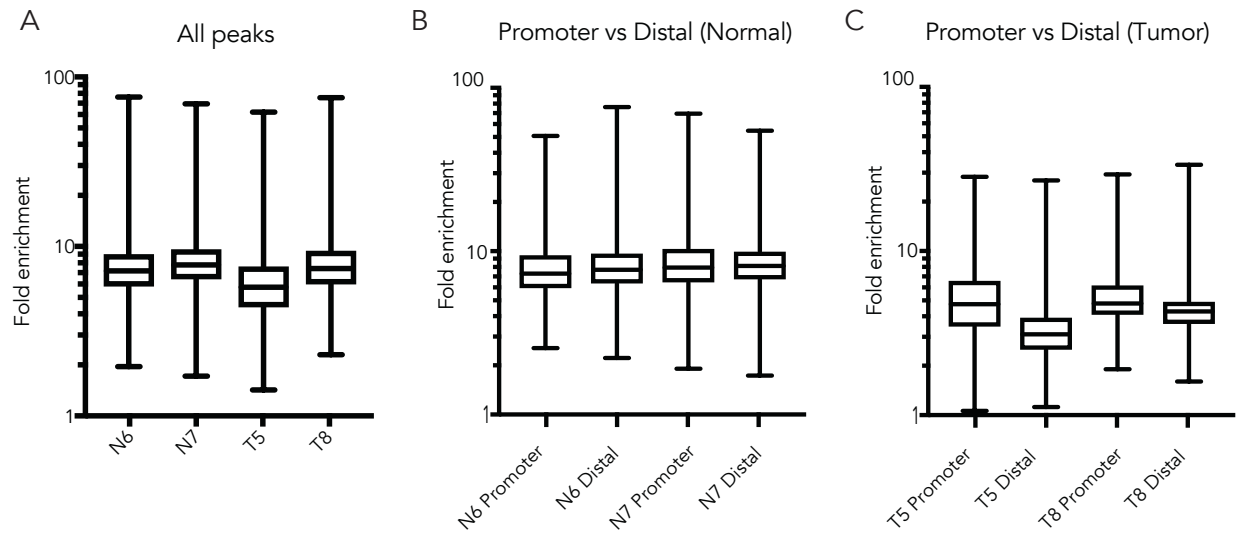 A
All peaks
Fold enrichment
100
10
1
N6
N7
T5
T8
B
Promoter vs Distal (Normal)
Fold enrichment
100
10
1
N6 Promoter
N6 Distal
N7 Promoter
N7 Distal
C
Promoter vs Distal (Tumor)
Fold enrichment
100
10
1
T5 Promoter
T5 Distal
T8 Promoter
T8 Distal